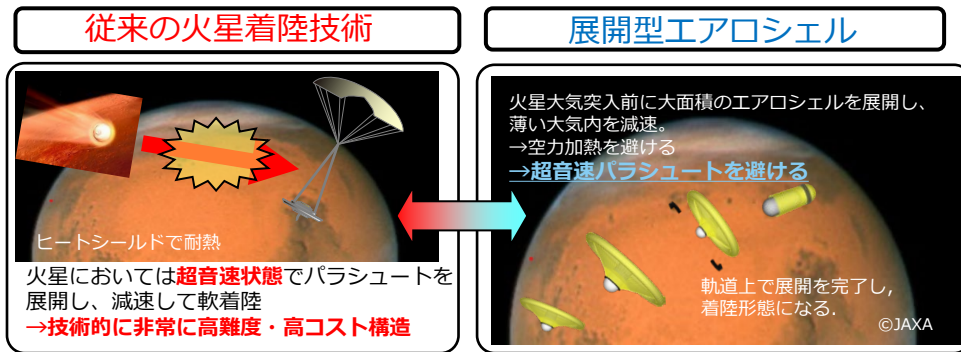 従来の火星着陸技術
ヒートシールドで耐熱
火星においては超音速状態でパラシュートを
展開し、減速して軟着陸
→技術的に非常に高難度・高コスト構造
展開型エアロシェル
火星大気突入前に大面積のエアロシェルを展開し、
薄い大気内を減速。
→空力加熱を避ける
→超音速パラシュートを避ける
軌道上で展開を完了し,
着陸形態になる.
©JAXA